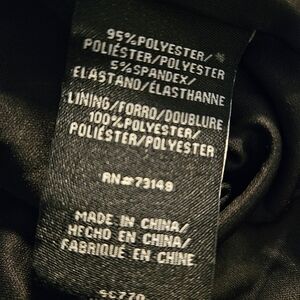 95%POLYESTER/
POLIÉSTER/POLYESTER
5%SPANDEX/
ELASTANO/ÉLASTHANNE
LINING/FORRO/DOUBLURE
100%POLYESTER/
POLIÉSTER/POLYESTER
RN#73149
MADE IN CHINA/
HECHO EN CHINA/
FABRIQUÉ EN CHINE